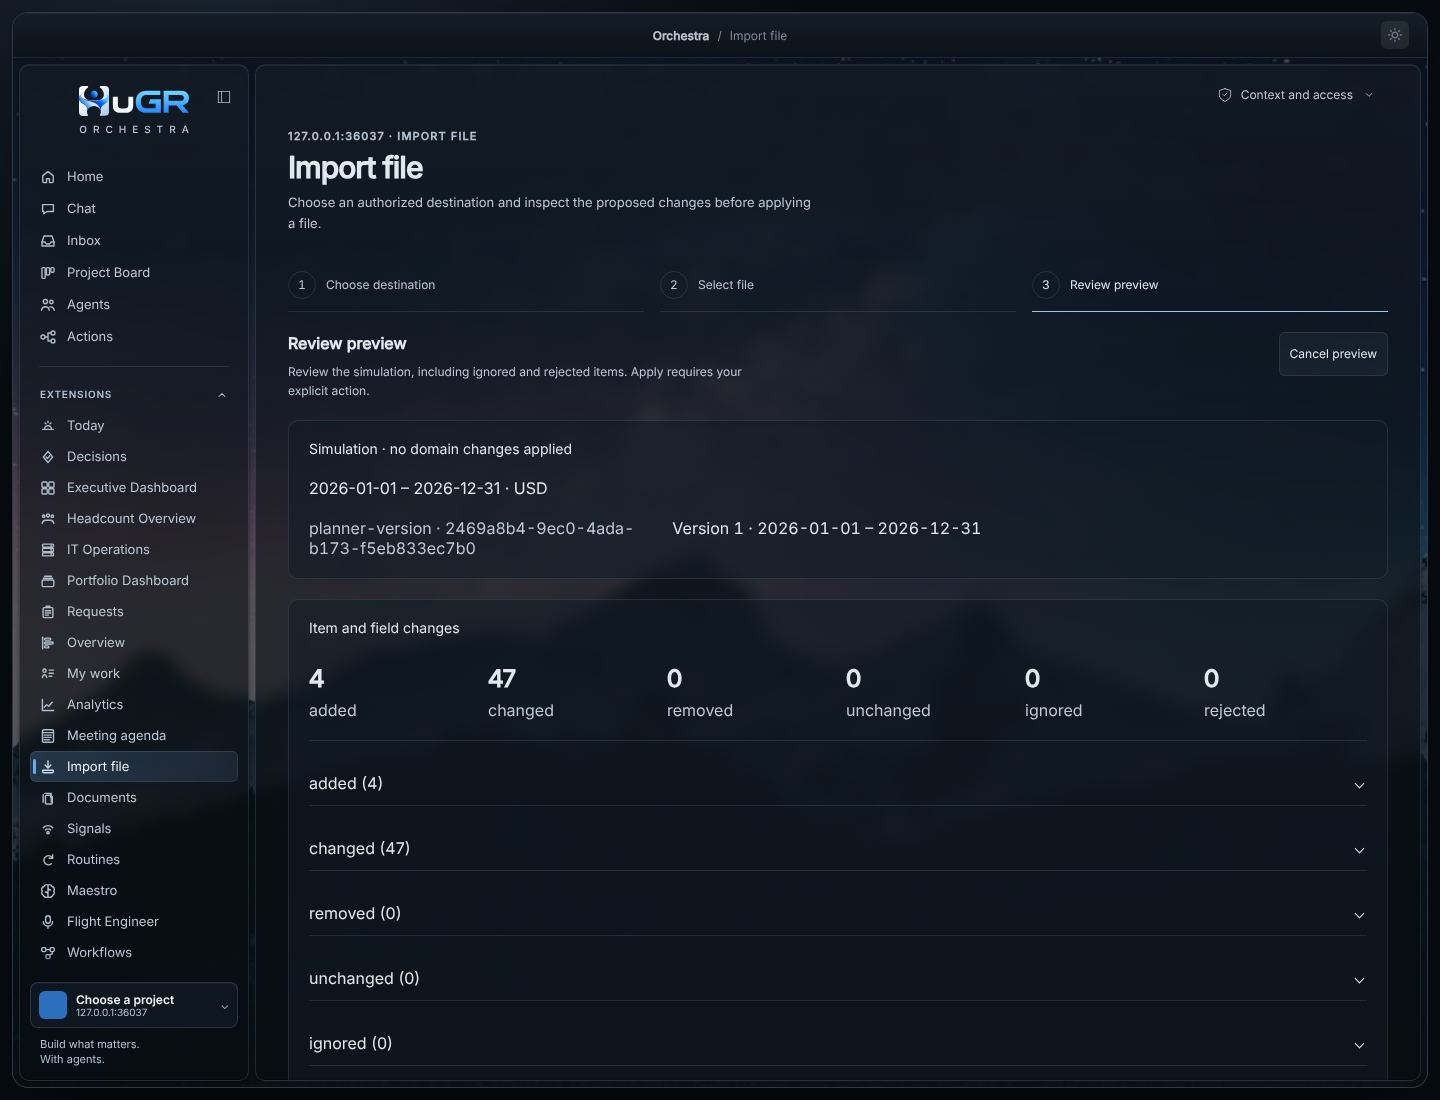 Orchestra / Import file
HuGR
ORCHESTRA
Home
Chat
Inbox
Project Board
Agents
Actions
EXTENSIONS
Today
Decisions
Executive Dashboard
Headcount Overview
IT Operations
Portfolio Dashboard
Requests
Overview
My work
Analytics
Meeting agenda
Import file
Documents
Signals
Routines
Maestro
Flight Engineer
Workflows
Choose a project
127.0.0.1:36037
Build what matters.
With agents.
Context and access
127.0.0.1:36037 · IMPORT FILE
Import file
Choose an authorized destination and inspect the proposed changes before applying
a file.
1 Choose destination
2 Select file
3 Review preview
Review preview
Review the simulation, including ignored and rejected items. Apply requires your
explicit action.
Cancel preview
Simulation · no domain changes applied
2026-01-01 – 2026-12-31 · USD
planner-version · 2469a8b4-9ec0-4ada-
b173-f5eb833ec7b0
Version 1 · 2026-01-01 – 2026-12-31
Item and field changes
4 47 0 0 0 0
added changed removed unchanged ignored rejected
added (4)
changed (47)
removed (0)
unchanged (0)
ignored (0)